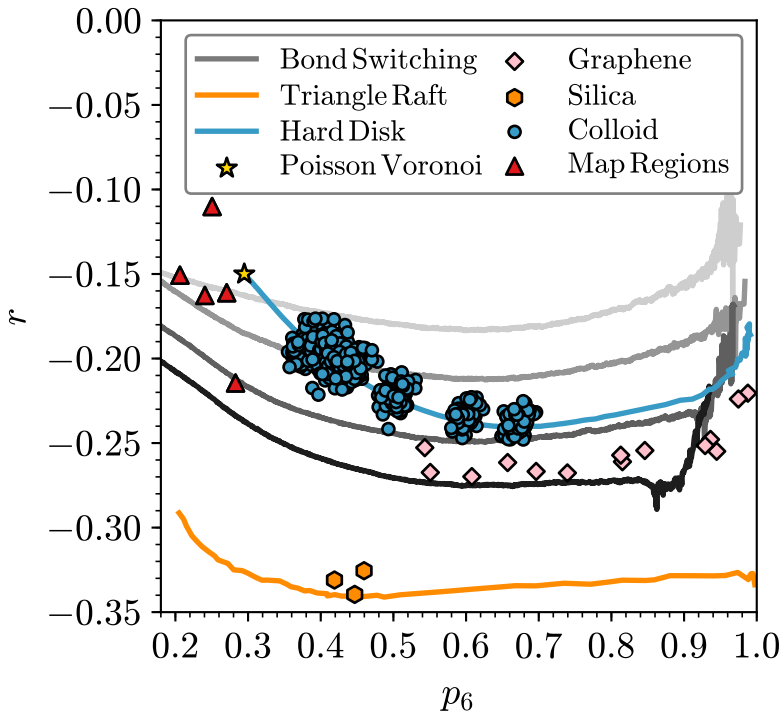 0.00
−0.05
−0.10
−0.15
−0.20
−0.25
−0.30
−0.35
r
Bond Switching
Triangle Raft
Hard Disk
Poisson Voronoi
Graphene
Silica
Colloid
Map Regions
0.2 0.3 0.4 0.5 0.6 0.7 0.8 0.9 1.0
p₆